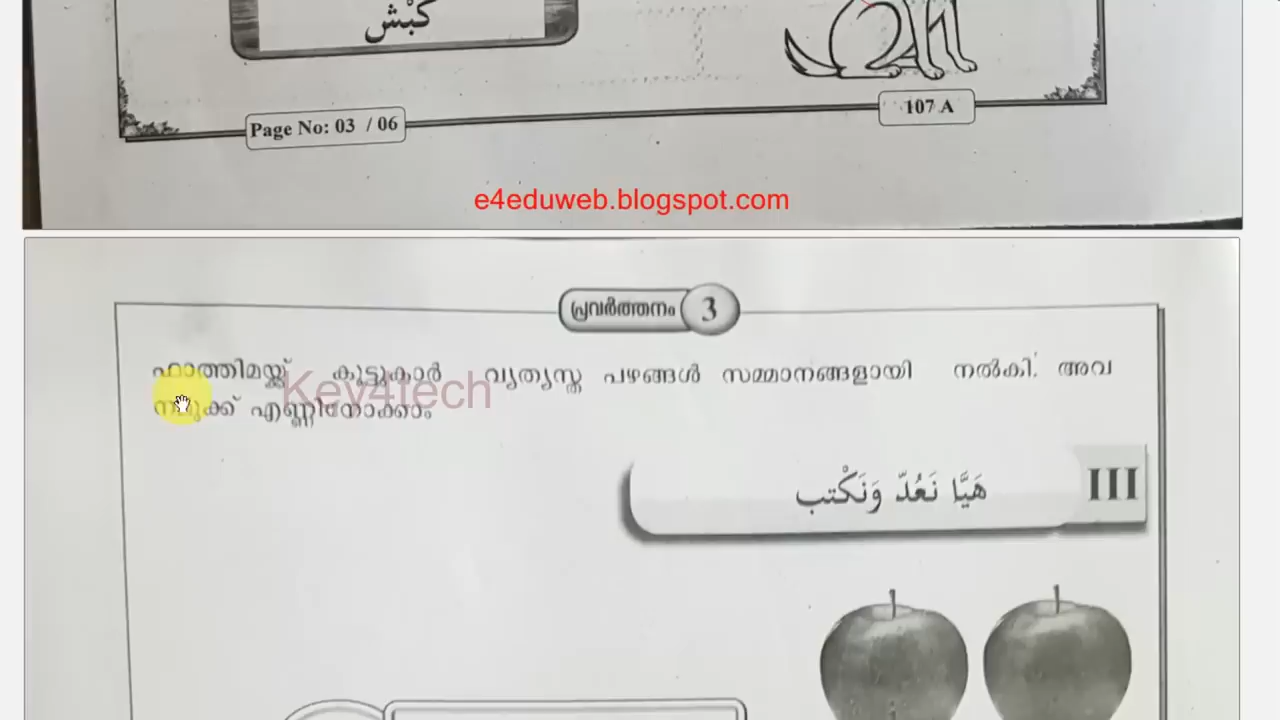 كَبْش
107 A
Page No: 03 / 06
e4eduweb.blogspot.com
പ്രവർത്തനം 3
ഫാത്തിമയ്ക്ക് കൂട്ടുകാർ വ്യത്യസ്ത പഴങ്ങൾ സമ്മാനങ്ങളായി നൽകി. അവ
നമുക്ക് എണ്ണിനോക്കാം
Key4tech
III هَيَّا نَعُدّ وَنَكْتب